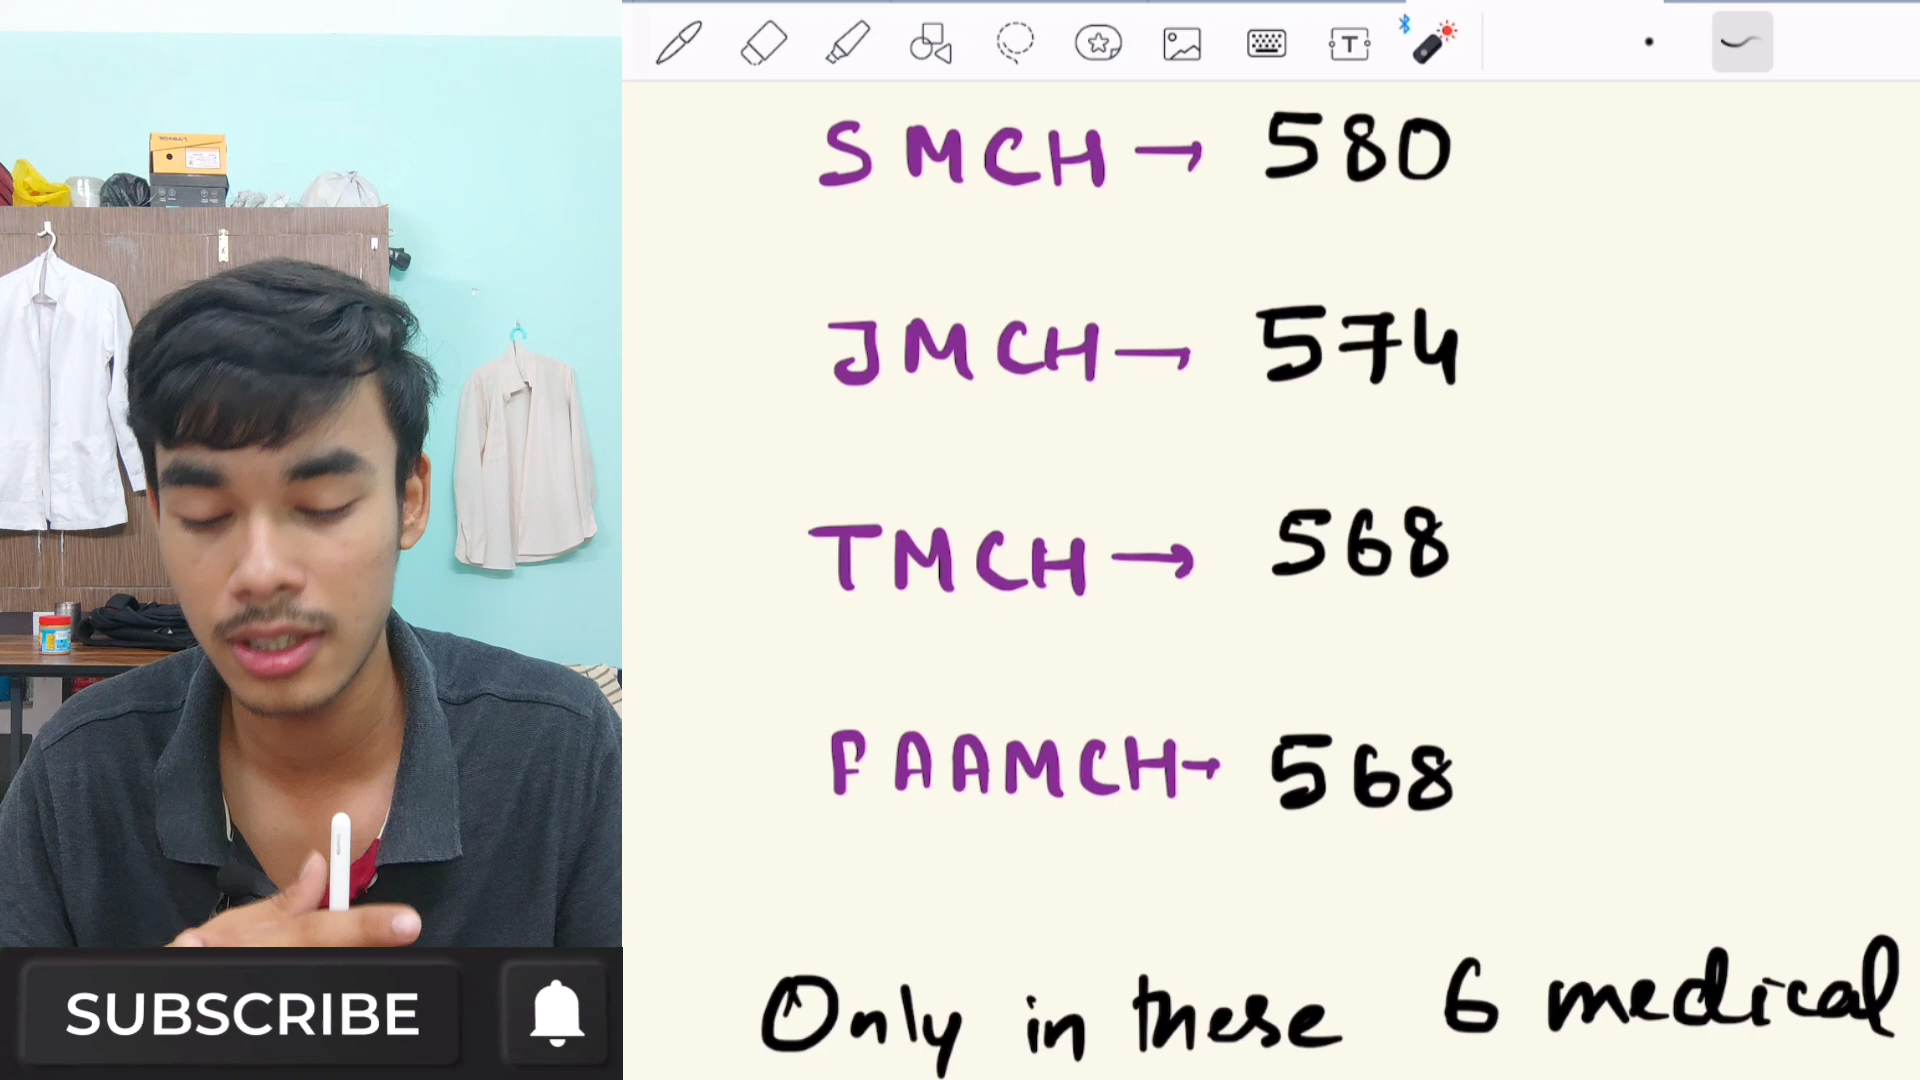 SMCH → 580
JMCH → 574
TMCH → 568
FAAMCH → 568
Only in these 6 medical
SUBSCRIBE
T